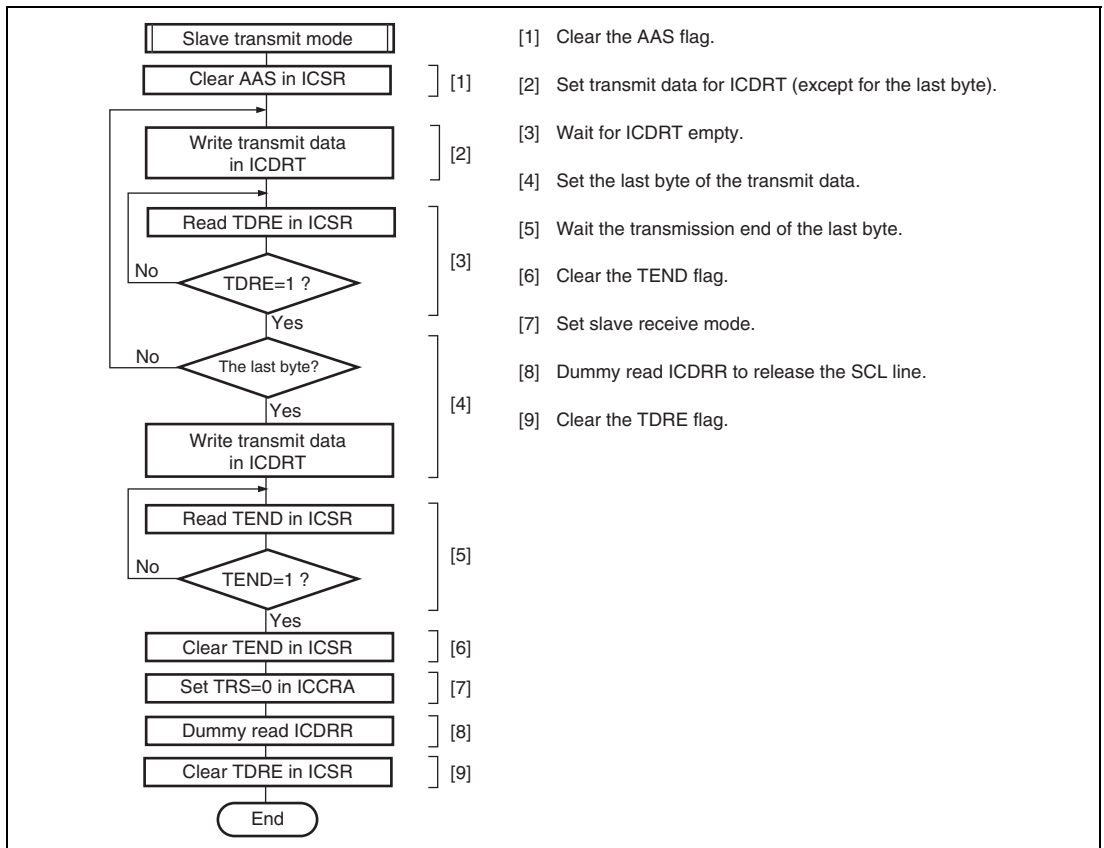 Slave transmit mode
Clear AAS in ICSR
[1]
Write transmit data
in ICDRT
[2]
Read TDRE in ICSR
No
TDRE=1 ?
[3]
Yes
No
The last byte?
[4]
Yes
Write transmit data
in ICDRT
Read TEND in ICSR
No
TEND=1 ?
[5]
Yes
Clear TEND in ICSR
[6]
Set TRS=0 in ICCRA
[7]
Dummy read ICDRR
[8]
Clear TDRE in ICSR
[9]
End
[1] Clear the AAS flag.
[2] Set transmit data for ICDRT (except for the last byte).
[3] Wait for ICDRT empty.
[4] Set the last byte of the transmit data.
[5] Wait the transmission end of the last byte.
[6] Clear the TEND flag.
[7] Set slave receive mode.
[8] Dummy read ICDRR to release the SCL line.
[9] Clear the TDRE flag.